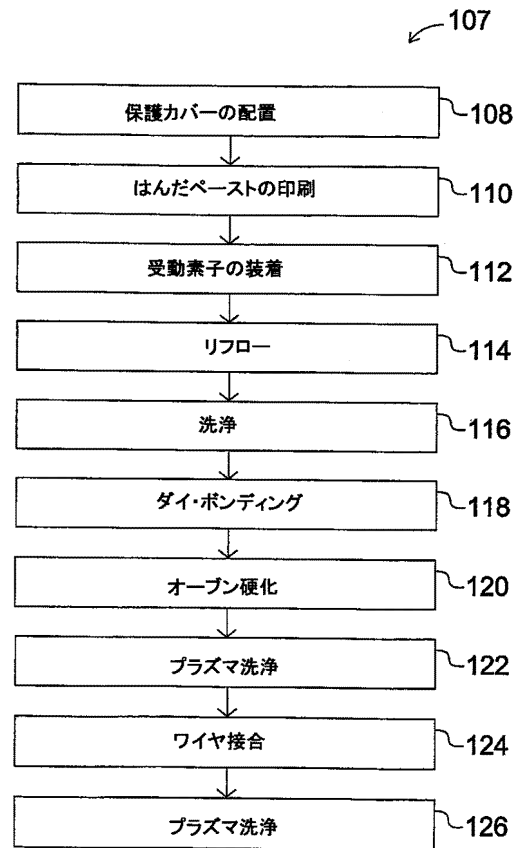 107
保護カバーの配置 108
はんだペーストの印刷 110
受動素子の装着 112
リフロー 114
洗浄 116
ダイ・ボンディング 118
オーブン硬化 120
プラズマ洗浄 122
ワイヤ接合 124
プラズマ洗浄 126